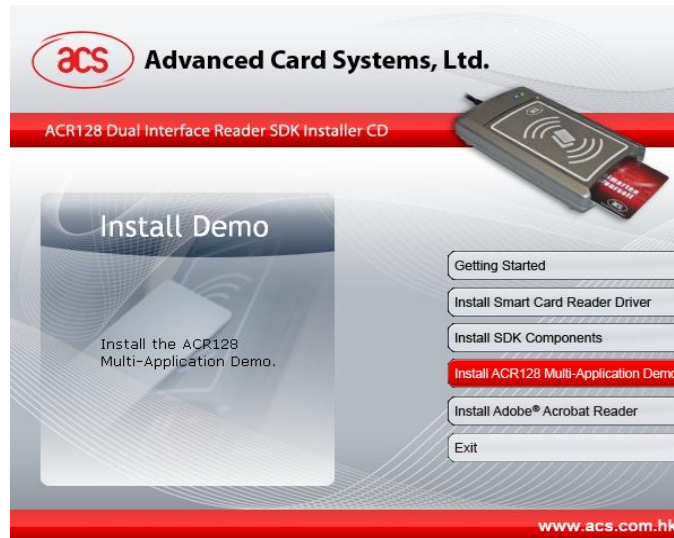 acs
Advanced Card Systems, Ltd.
ACR128 Dual Interface Reader SDK Installer CD
Install Demo
Install the ACR128
Multi-Application Demo.
Getting Started
Install Smart Card Reader Driver
Install SDK Components
Install ACR128 Multi-Application Demo
Install Adobe® Acrobat Reader
Exit
www.acs.com.hk